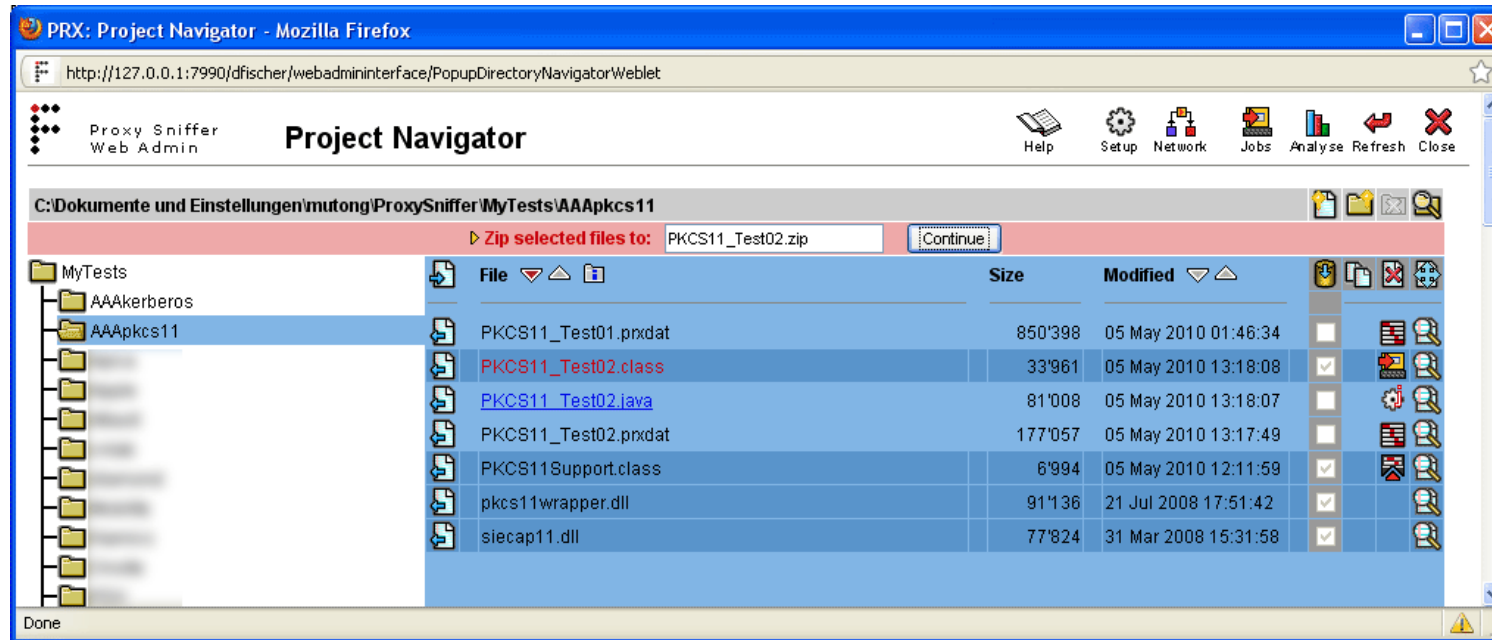 PRX: Project Navigator - Mozilla Firefox
http://127.0.0.1:7990/dfischer/webadmininterface/PopupDirectoryNavigatorWeblet
Proxy Sniffer
Web Admin
Project Navigator
Help Setup Network Jobs Analyse Refresh Close
C:\Dokumente und Einstellungen\mutong\ProxySniffer\MyTests\AAApkcs11
Zip selected files to: PKCS11_Test02.zip Continue
MyTests
AAAkerberos
AAApkcs11
File Size Modified
PKCS11_Test01.prxdat 850'398 05 May 2010 01:46:34
PKCS11_Test02.class 33'961 05 May 2010 13:18:08
PKCS11_Test02.java 81'008 05 May 2010 13:18:07
PKCS11_Test02.prxdat 177'057 05 May 2010 13:17:49
PKCS11Support.class 6'994 05 May 2010 12:11:59
pkcs11wrapper.dll 91'136 21 Jul 2008 17:51:42
siecap11.dll 77'824 31 Mar 2008 15:31:58
Done